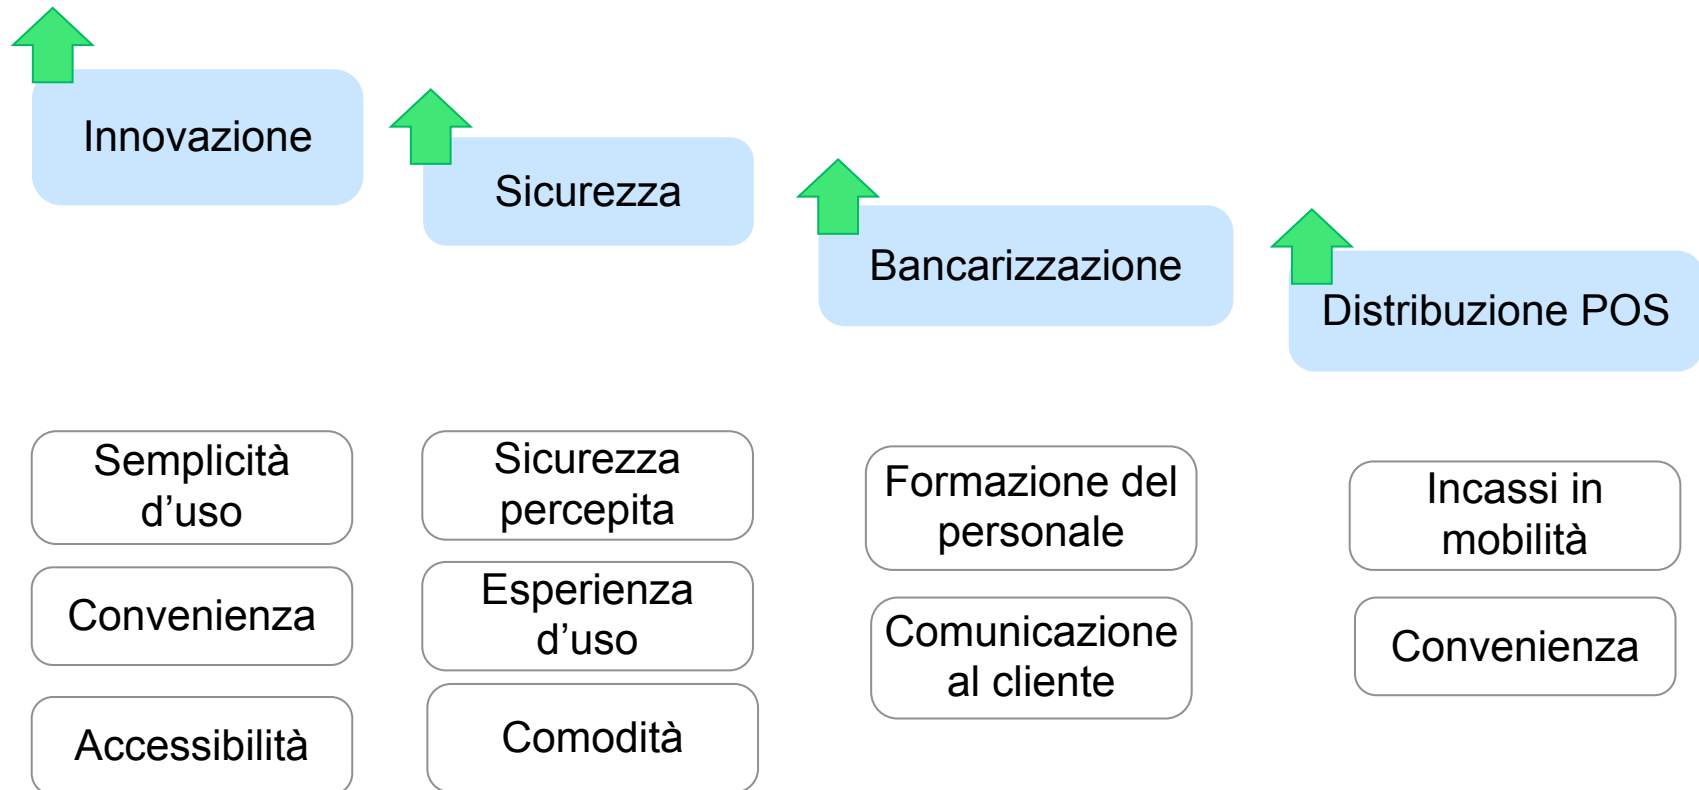 Innovazione
Sicurezza
Bancarizzazione
Distribuzione POS
Semplicità
d’uso
Convenienza
Accessibilità
Sicurezza
percepita
Esperienza
d’uso
Comodità
Formazione del
personale
Comunicazione
al cliente
Incassi in
mobilità
Convenienza